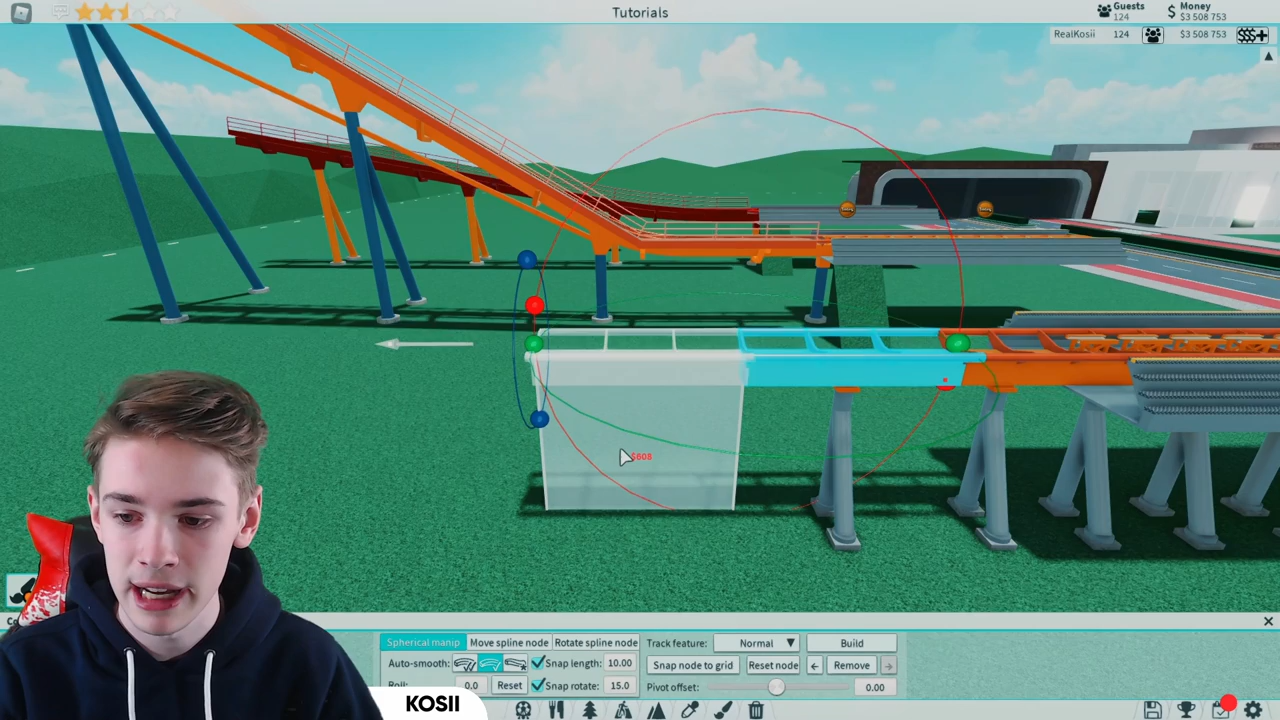 Tutorials
Guests
124
Money
$3 508 753
RealKosii 124 $3 508 753 $$$+
$608
Spherical manip Move spline node Rotate spline node
Auto-smooth: Snap length: 10.00
Roll: 0.0 Reset Snap rotate: 15.0
Track feature: Normal Build
Snap node to grid Reset node Remove
Pivot offset: 0.00
KOSII